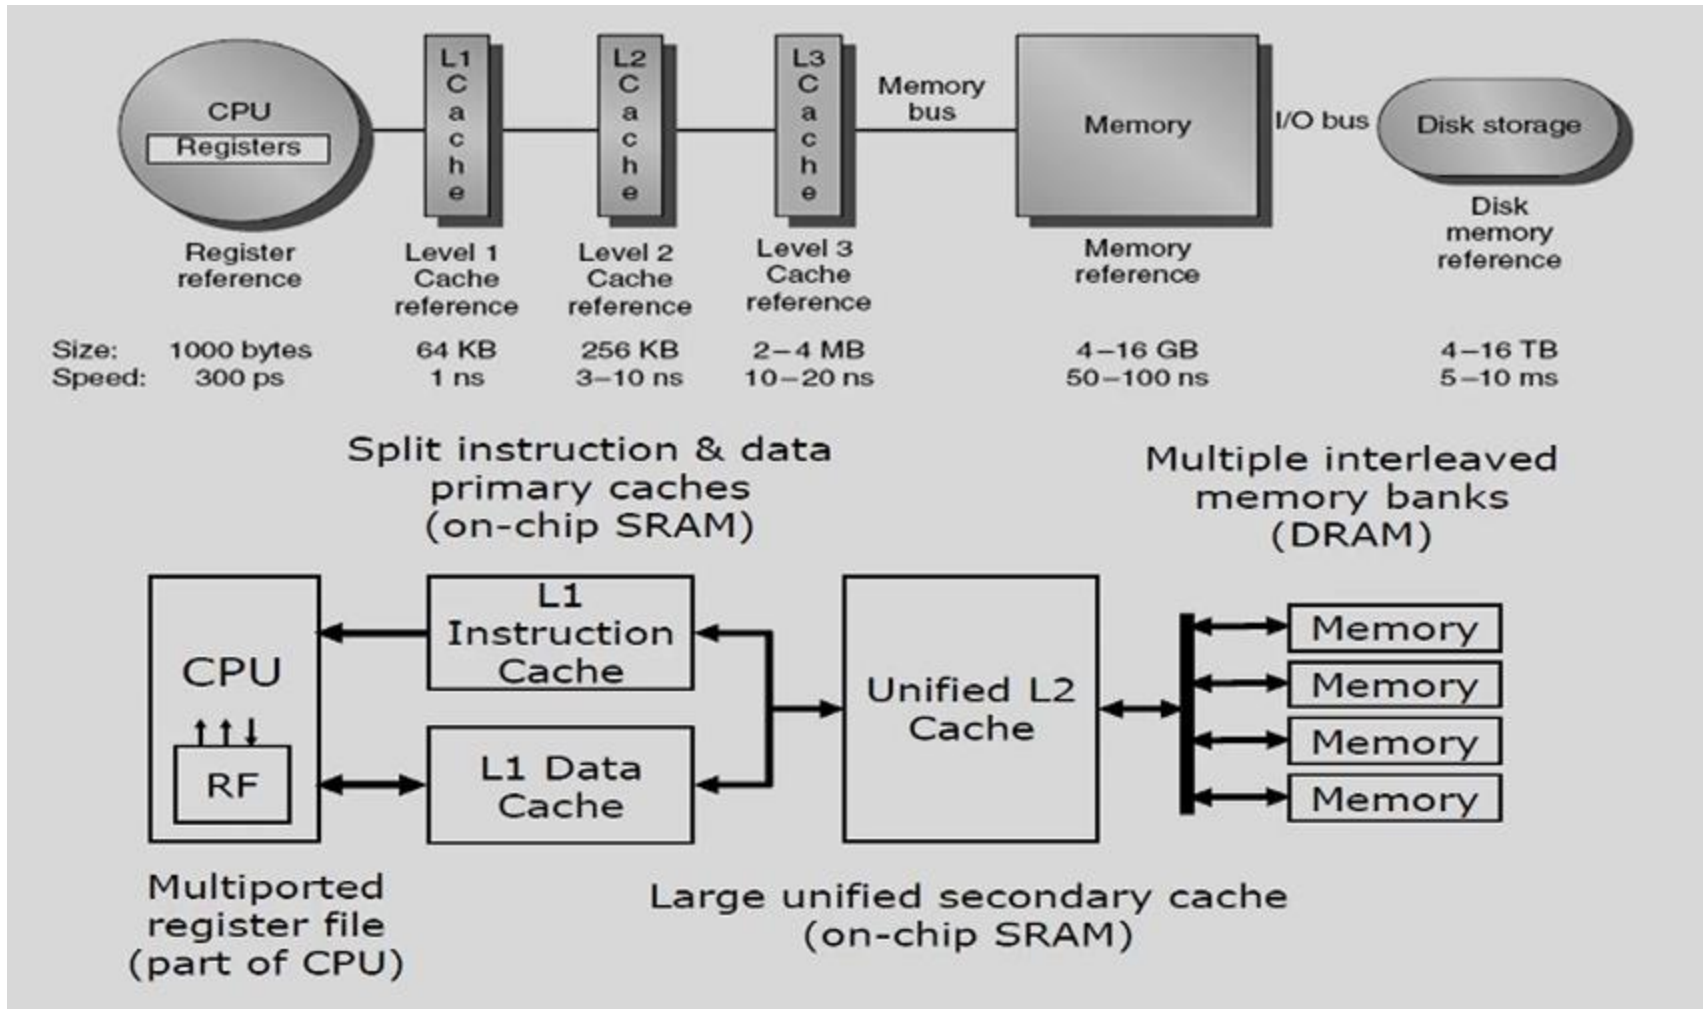 CPU
Registers
L1
C
a
c
h
e
L2
C
a
c
h
e
L3
C
a
c
h
e
Memory
bus
Memory
I/O bus
Disk storage
Register
reference
Level 1
Cache
reference
Level 2
Cache
reference
Level 3
Cache
reference
Memory
reference
Disk
memory
reference
Size: 1000 bytes 64 KB 256 KB 2–4 MB 4–16 GB 4–16 TB
Speed: 300 ps 1 ns 3–10 ns 10–20 ns 50–100 ns 5–10 ms
Split instruction & data
primary caches
(on-chip SRAM)
Multiple interleaved
memory banks
(DRAM)
CPU
RF
L1
Instruction
Cache
L1 Data
Cache
Unified L2
Cache
Memory
Memory
Memory
Memory
Multiported
register file
(part of CPU)
Large unified secondary cache
(on-chip SRAM)